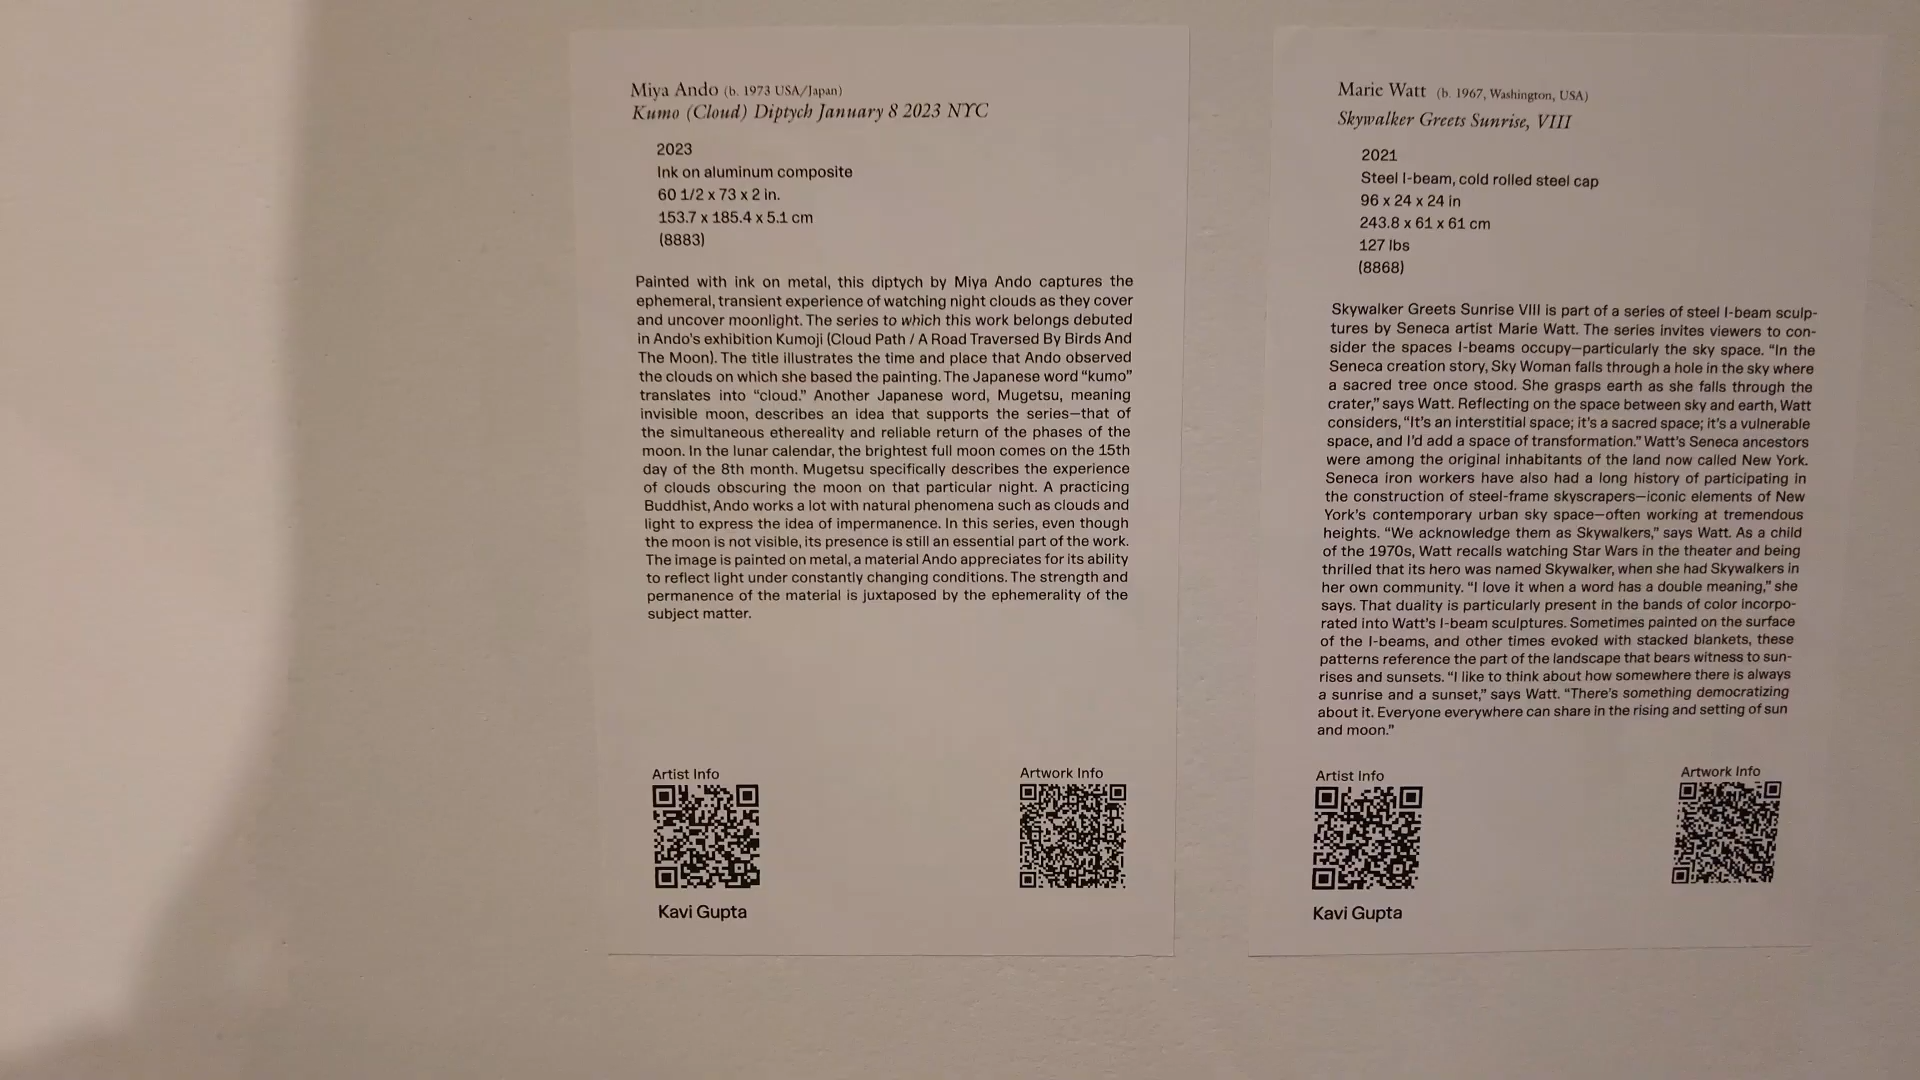 Miya Ando (b. 1973 USA/Japan)
Kumo (Cloud) Diptych January 8 2023 NYC
2023
Ink on aluminum composite
60 1/2 x 73 x 2 in.
153.7 x 185.4 x 5.1 cm
(8883)
Painted with ink on metal, this diptych by Miya Ando captures the
ephemeral, transient experience of watching night clouds as they cover
and uncover moonlight. The series to which this work belongs debuted
in Ando's exhibition Kumoji (Cloud Path / A Road Traversed By Birds And
The Moon). The title illustrates the time and place that Ando observed
the clouds on which she based the painting. The Japanese word “kumo”
translates into “cloud.” Another Japanese word, Mugetsu, meaning
invisible moon, describes an idea that supports the series—that of
the simultaneous ethereality and reliable return of the phases of the
moon. In the lunar calendar, the brightest full moon comes on the 15th
day of the 8th month. Mugetsu specifically describes the experience
of clouds obscuring the moon on that particular night. A practicing
Buddhist, Ando works a lot with natural phenomena such as clouds and
light to express the idea of impermanence. In this series, even though
the moon is not visible, its presence is still an essential part of the work.
The image is painted on metal, a material Ando appreciates for its ability
to reflect light under constantly changing conditions. The strength and
permanence of the material is juxtaposed by the ephemerality of the
subject matter.
Artist Info
Artwork Info
Kavi Gupta
Marie Watt (b. 1967, Washington, USA)
Skywalker Greets Sunrise, VIII
2021
Steel I-beam, cold rolled steel cap
96 x 24 x 24 in
243.8 x 61 x 61 cm
127 lbs
(8868)
Skywalker Greets Sunrise VIII is part of a series of steel I-beam sculp-
tures by Seneca artist Marie Watt. The series invites viewers to con-
sider the spaces I-beams occupy—particularly the sky space. “In the
Seneca creation story, Sky Woman falls through a hole in the sky where
a sacred tree once stood. She grasps earth as she falls through the
crater,” says Watt. Reflecting on the space between sky and earth, Watt
considers, “It's an interstitial space; it's a sacred space; it's a vulnerable
space, and I'd add a space of transformation.” Watt's Seneca ancestors
were among the original inhabitants of the land now called New York.
Seneca iron workers have also had a long history of participating in
the construction of steel-frame skyscrapers—iconic elements of New
York's contemporary urban sky space—often working at tremendous
heights. “We acknowledge them as Skywalkers,” says Watt. As a child
of the 1970s, Watt recalls watching Star Wars in the theater and being
thrilled that its hero was named Skywalker, when she had Skywalkers in
her own community. “I love it when a word has a double meaning,” she
says. That duality is particularly present in the bands of color incorpo-
rated into Watt's I-beam sculptures. Sometimes painted on the surface
of the I-beams, and other times evoked with stacked blankets, these
patterns reference the part of the landscape that bears witness to sun-
rises and sunsets. “I like to think about how somewhere there is always
a sunrise and a sunset,” says Watt. “There's something democratizing
about it. Everyone everywhere can share in the rising and setting of sun
and moon.”
Artist Info
Artwork Info
Kavi Gupta